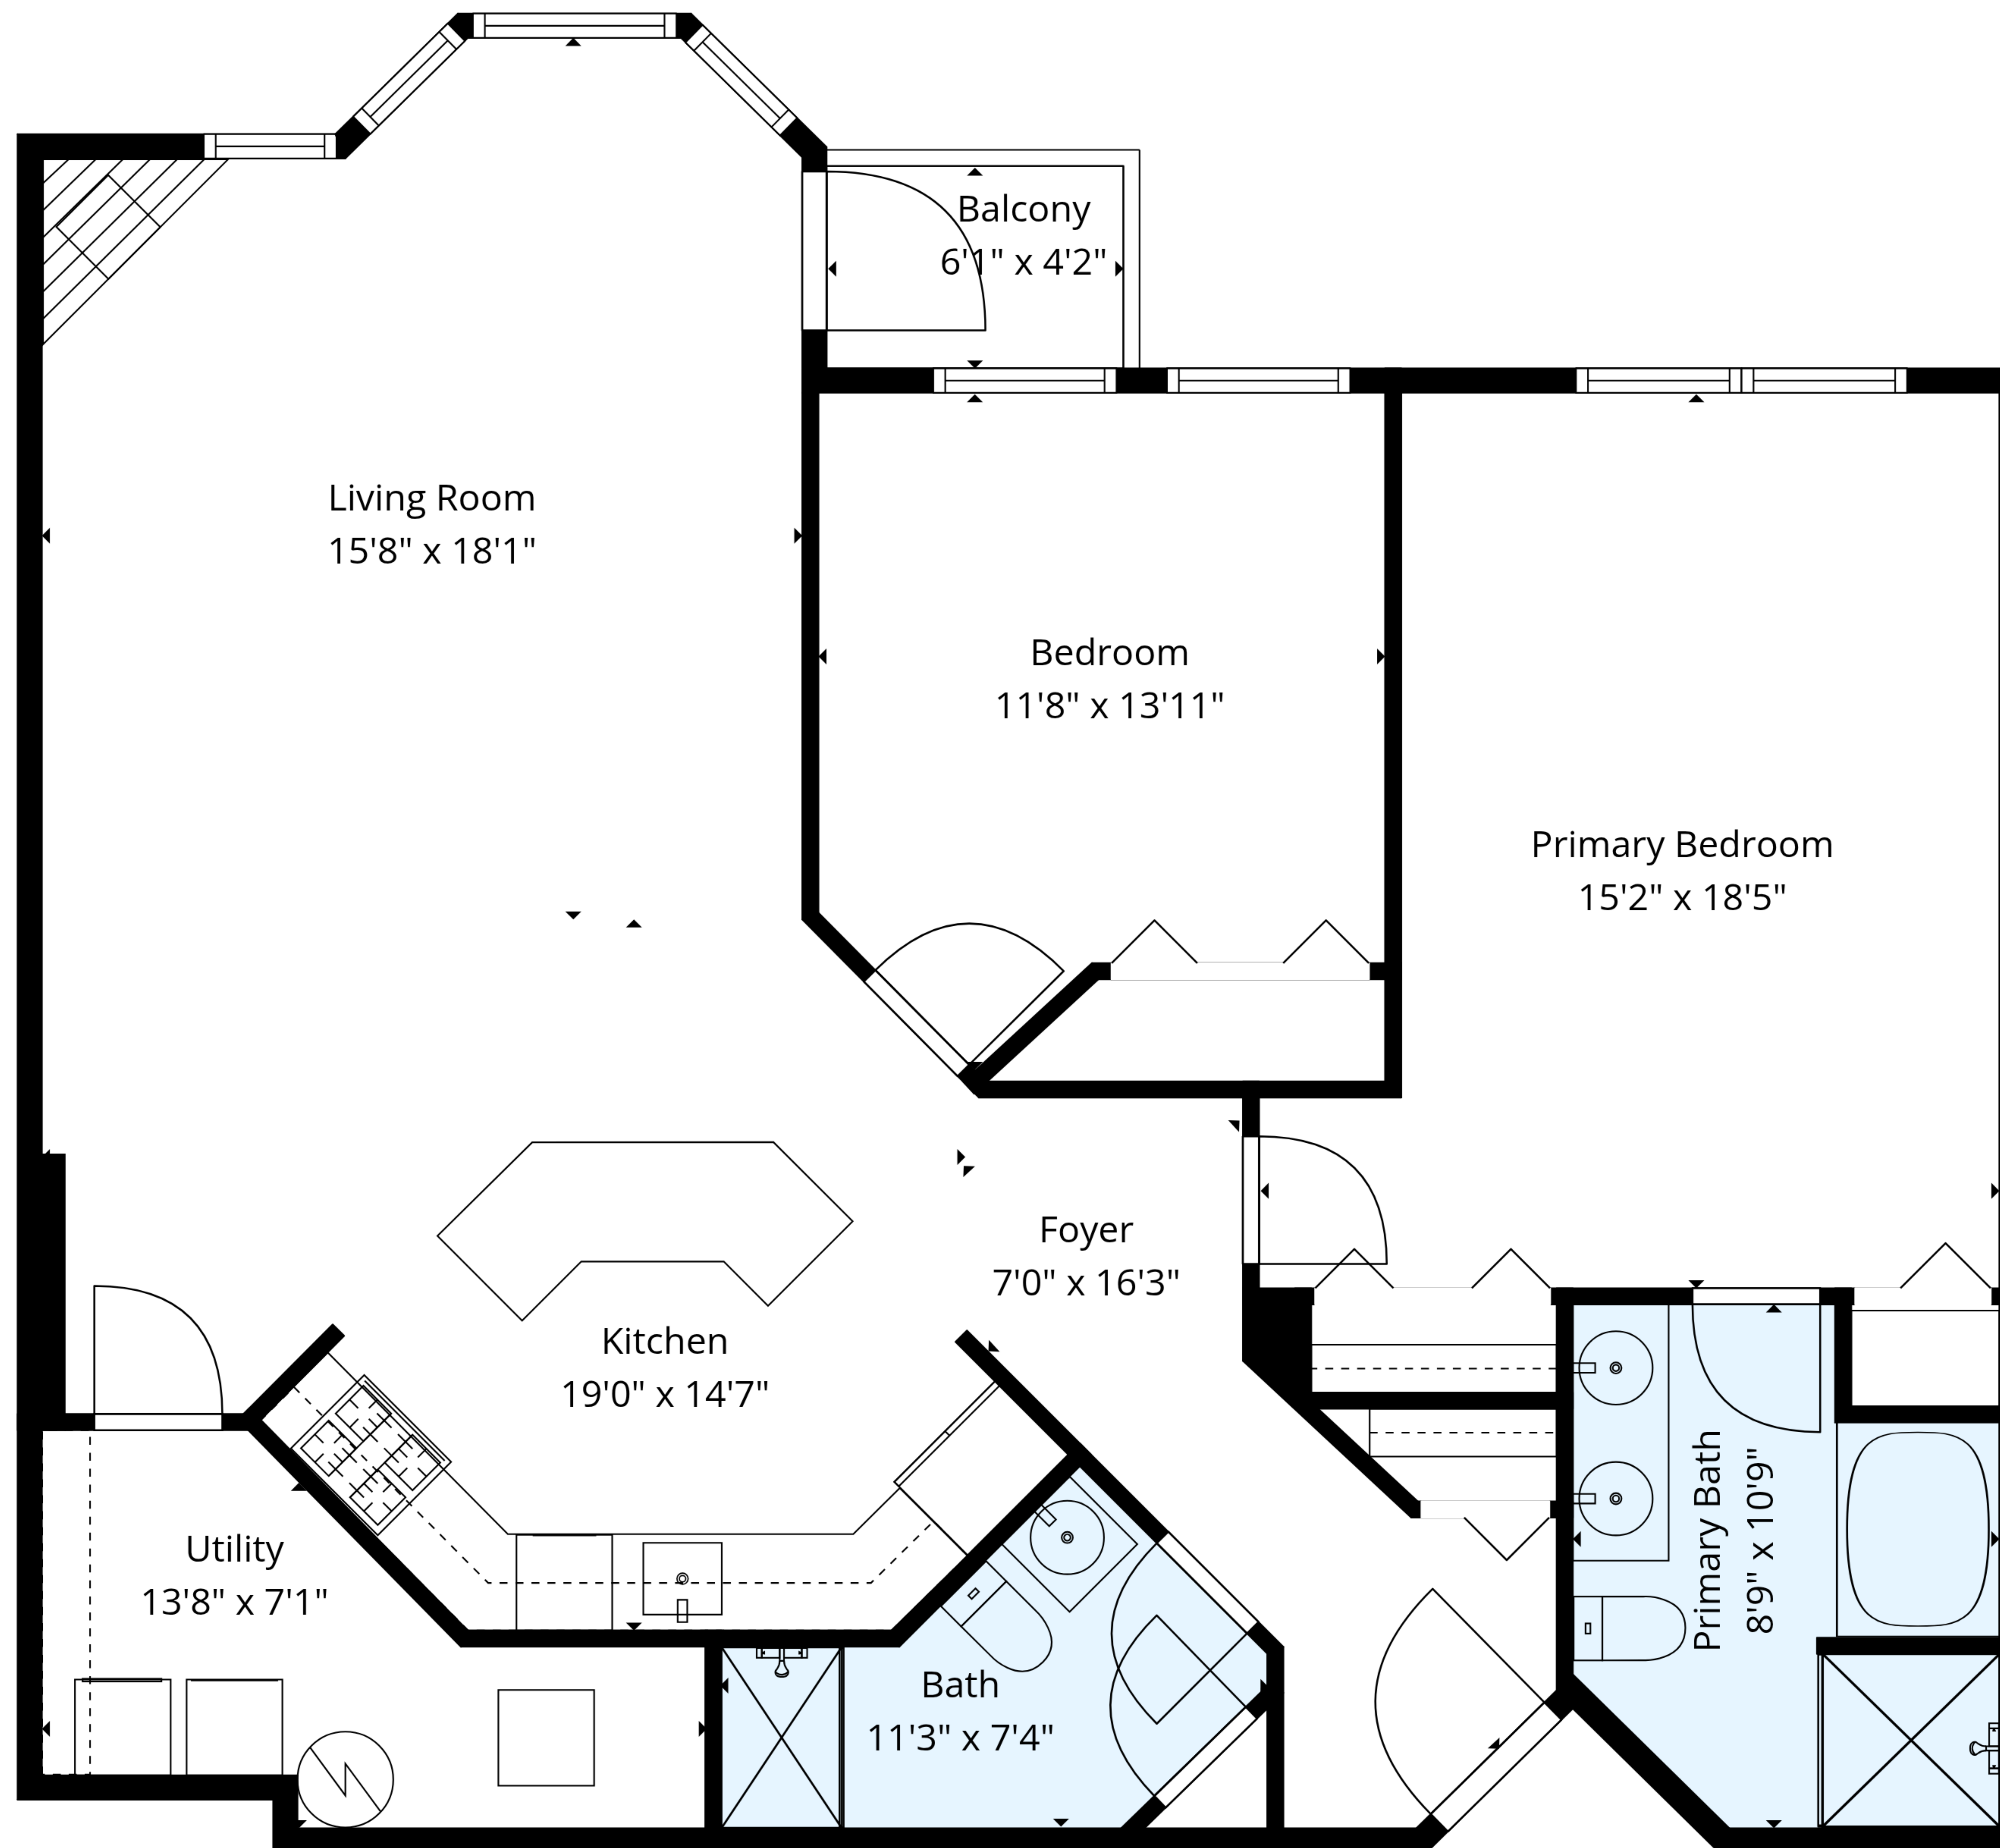 Balcony
6'1" x 4'2"
Living Room
15'8" x 18'1"
Bedroom
11'8" x 13'11"
Primary Bedroom
15'2" x 18'5"
Foyer
7'0" x 16'3"
Kitchen
19'0" x 14'7"
Utility
13'8" x 7'1"
Bath
11'3" x 7'4"
Primary Bath
8'9" x 10'9"